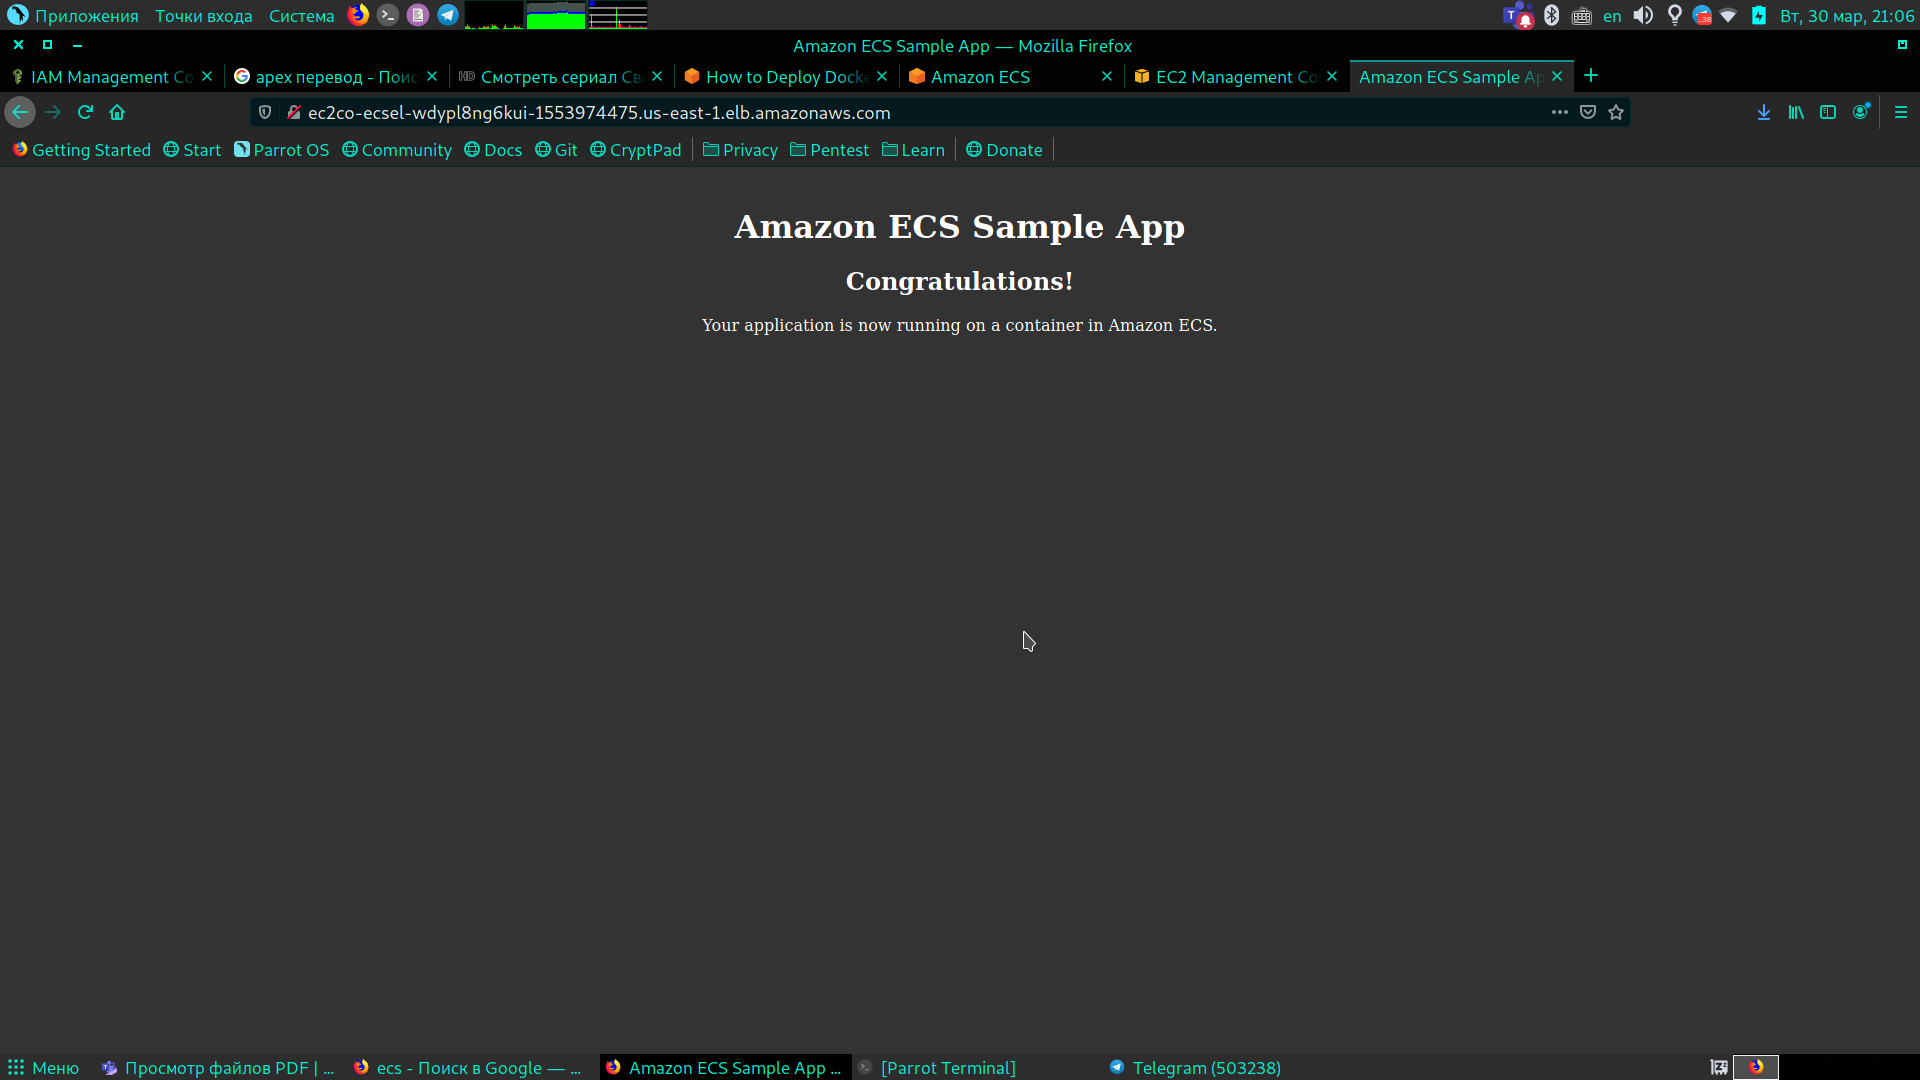 Приложения Точки входа Система en Вт, 30 мар, 21:06
Amazon ECS Sample App — Mozilla Firefox
IAM Management Co apex перевод - Поис Смотреть сериал Св How to Deploy Docke Amazon ECS EC2 Management Co Amazon ECS Sample Ap
ec2co-ecsel-wdypl8ng6kui-1553974475.us-east-1.elb.amazonaws.com
Getting Started Start Parrot OS Community Docs Git CryptPad Privacy Pentest Learn Donate
Amazon ECS Sample App
Congratulations!
Your application is now running on a container in Amazon ECS.
Меню Просмотр файлов PDF | ... ecs - Поиск в Google — ... Amazon ECS Sample App ... [Parrot Terminal] Telegram (503238)